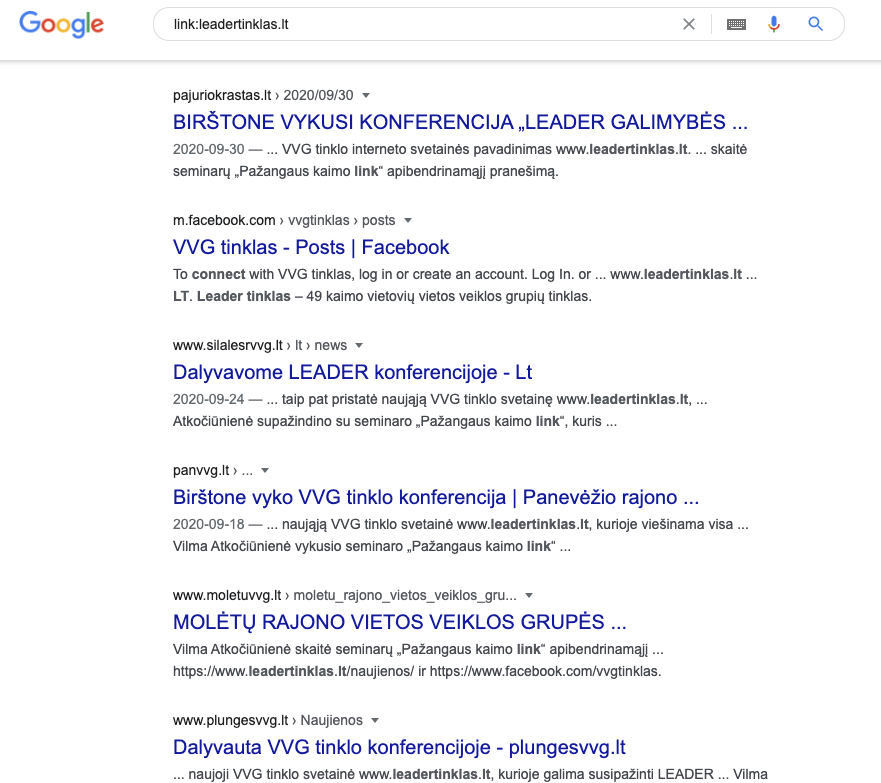 Google
link:leadertinklas.lt
pajuriokrastas.lt › 2020/09/30
BIRŠTONE VYKUSI KONFERENCIJA „LEADER GALIMYBĖS ...
2020-09-30 — ... VVG tinklo interneto svetainės pavadinimas www.leadertinklas.lt. ... skaitė
seminarų „Pažangaus kaimo link“ apibendrinamąjį pranešimą.
m.facebook.com › vvgtinklas › posts
VVG tinklas - Posts | Facebook
To connect with VVG tinklas, log in or create an account. Log In. or ... www.leadertinklas.lt ...
LT. Leader tinklas – 49 kaimo vietovių vietos veiklos grupių tinklas.
www.silalesrvvg.lt › lt › news
Dalyvavome LEADER konferencijoje - Lt
2020-09-24 — ... taip pat pristatė naująją VVG tinklo svetainę www.leadertinklas.lt, ...
Atkočiūnienė supažindino su seminaro „Pažangaus kaimo link“, kuris ...
panvvg.lt › ...
Birštone vyko VVG tinklo konferencija | Panevėžio rajono ...
2020-09-18 — ... naująją VVG tinklo svetainė www.leadertinklas.lt, kurioje viešinama visa ...
Vilma Atkočiūnienė vykusio seminaro „Pažangaus kaimo link“ ...
www.moletuvvg.lt › moletu_rajono_vietos_veiklos_gru...
MOLĖTŲ RAJONO VIETOS VEIKLOS GRUPĖS ...
Vilma Atkočiūnienė skaitė seminarų „Pažangaus kaimo link“ apibendrinamąjį ...
https://www.leadertinklas.lt/naujienos/ ir https://www.facebook.com/vvgtinklas.
www.plungesvvg.lt › Naujienos
Dalyvauta VVG tinklo konferencijoje - plungesvvg.lt
... naujoji VVG tinklo svetainė www.leadertinklas.lt, kurioje galima susipažinti LEADER ... Vilma